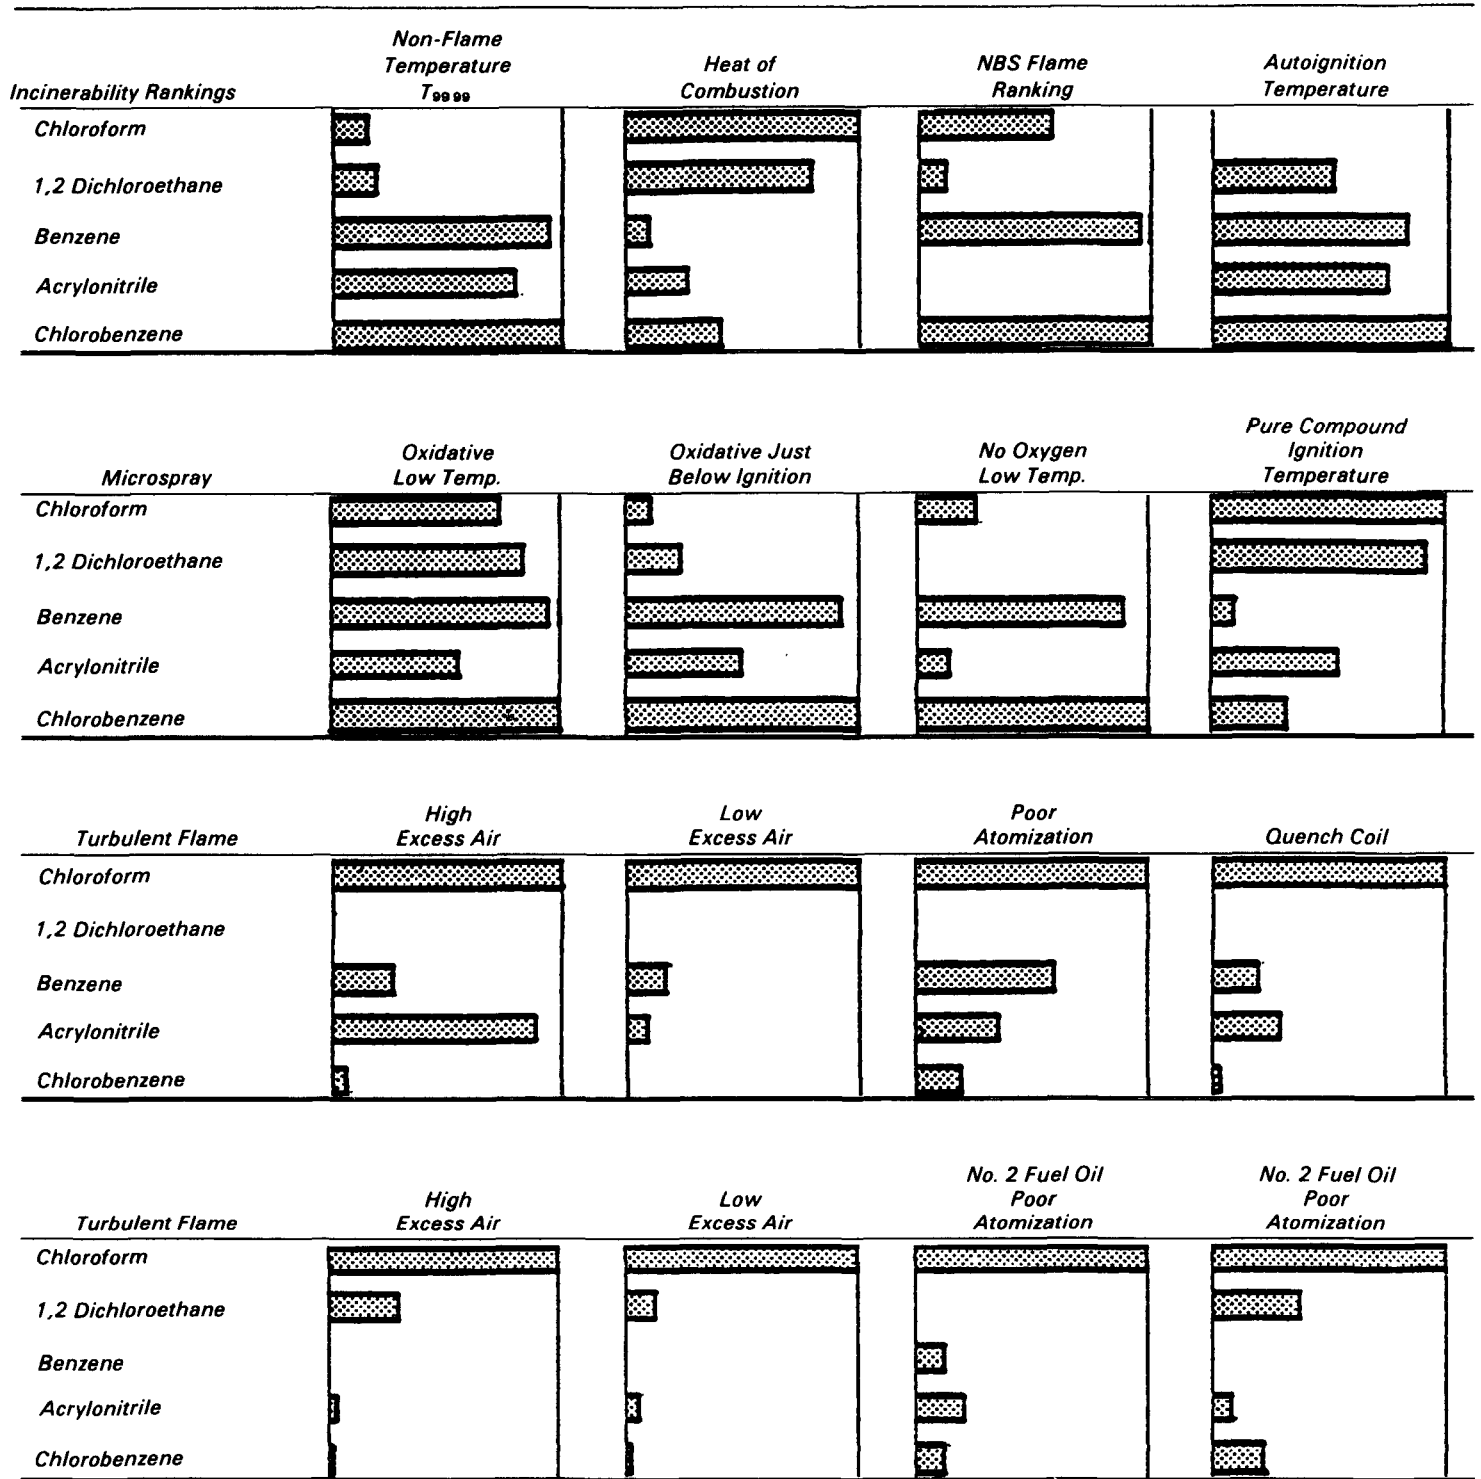 Non-Flame
Temperature
T99 99
Heat of
Combustion
NBS Flame
Ranking
Autoignition
Temperature
Incinerability Rankings
Chloroform
1,2 Dichloroethane
Benzene
Acrylonitrile
Chlorobenzene
Microspray
Oxidative
Low Temp.
Oxidative Just
Below Ignition
No Oxygen
Low Temp.
Pure Compound
Ignition
Temperature
Chloroform
1,2 Dichloroethane
Benzene
Acrylonitrile
Chlorobenzene
Turbulent Flame
High
Excess Air
Low
Excess Air
Poor
Atomization
Quench Coil
Chloroform
1,2 Dichloroethane
Benzene
Acrylonitrile
Chlorobenzene
Turbulent Flame
High
Excess Air
Low
Excess Air
No. 2 Fuel Oil
Poor
Atomization
No. 2 Fuel Oil
Poor
Atomization
Chloroform
1,2 Dichloroethane
Benzene
Acrylonitrile
Chlorobenzene